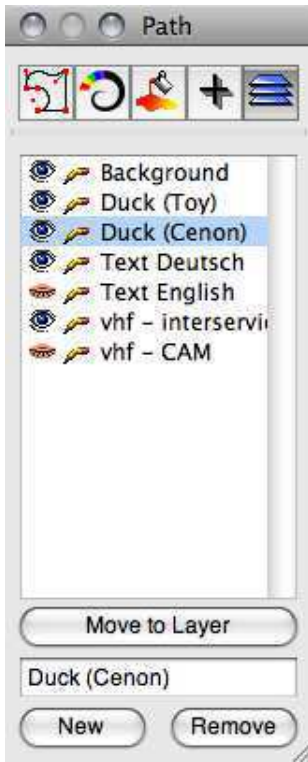 Path
Background
Duck (Toy)
Duck (Cenon)
Text Deutsch
Text English
vhf - interservi
vhf - CAM
Move to Layer
Duck (Cenon)
New Remove